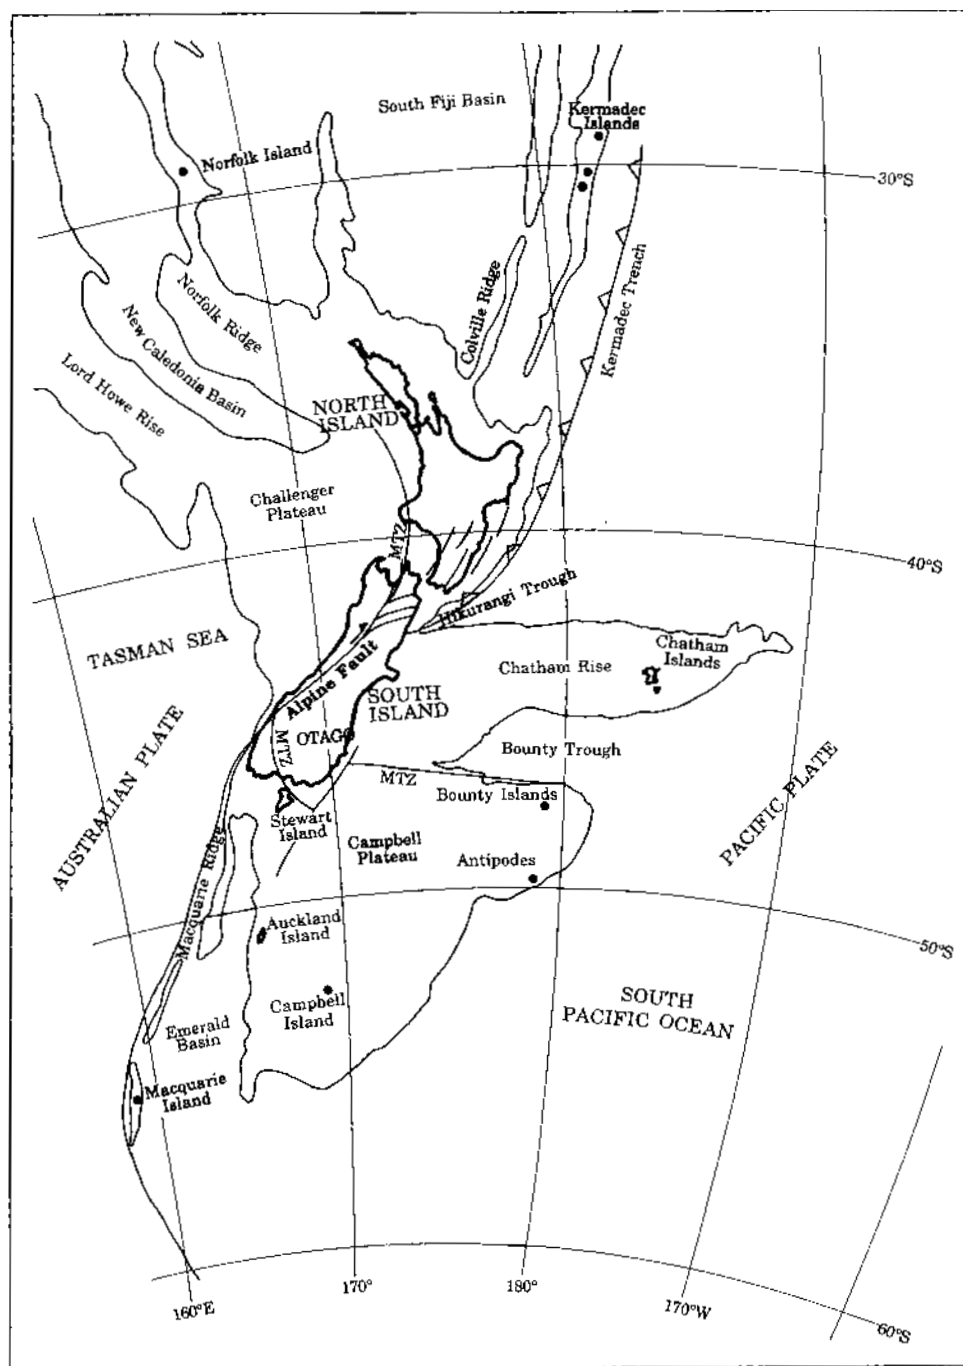 South Fiji Basin
Kermadec
Islands
Norfolk Island
30°S
Kermadec Trench
Colville Ridge
Norfolk Ridge
New Caledonia Basin
Lord Howe Rise
NORTH
ISLAND
Challenger
Plateau
MTZ
40°S
Hikurangi Trough
TASMAN SEA
Chatham
Islands
Chatham Rise
Alpine Fault
SOUTH
ISLAND
MTZ
OTAGO
Bounty Trough
MTZ
AUSTRALIAN PLATE
PACIFIC PLATE
Bounty Islands
Stewart
Island
Campbell
Plateau
Antipodes
Macquarie Ridge
Auckland
Island
50°S
Campbell
Island
SOUTH
PACIFIC OCEAN
Emerald
Basin
Macquarie
Island
160°E
170°
180°
170°W
60°S